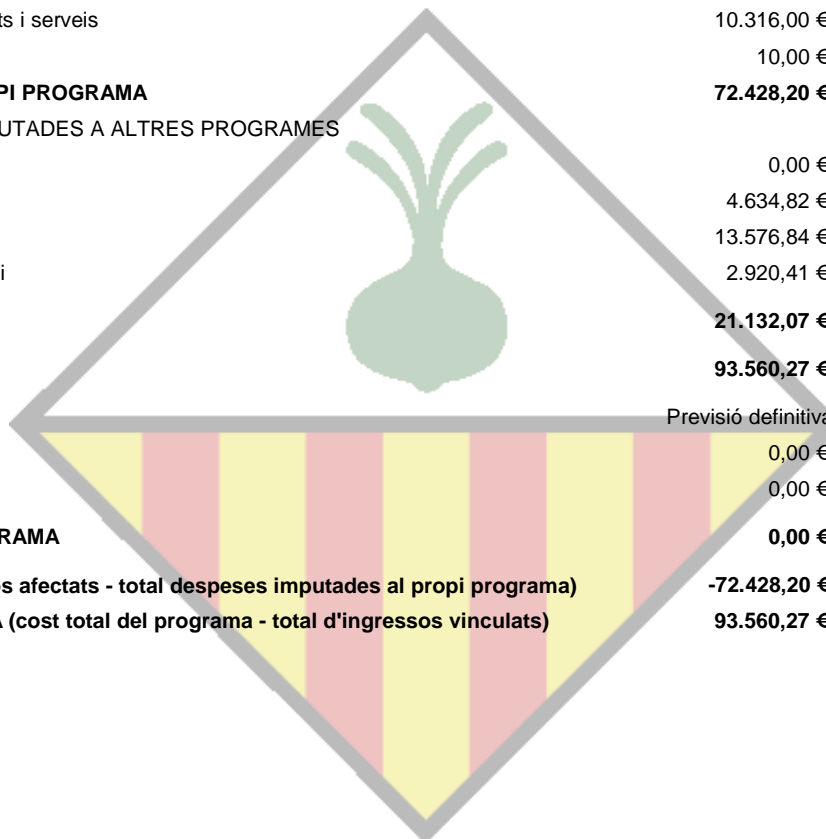 ts i serveis 10.316,00 €
10,00 €
PI PROGRAMA 72.428,20 €
UTADES A ALTRES PROGRAMES
0,00 €
4.634,82 €
13.576,84 €
i 2.920,41 €
21.132,07 €
93.560,27 €
Previsió definitiva
0,00 €
0,00 €
RAMA 0,00 €
s afectats - total despeses imputades al propi programa) -72.428,20 €
(cost total del programa - total d'ingressos vinculats) 93.560,27 €